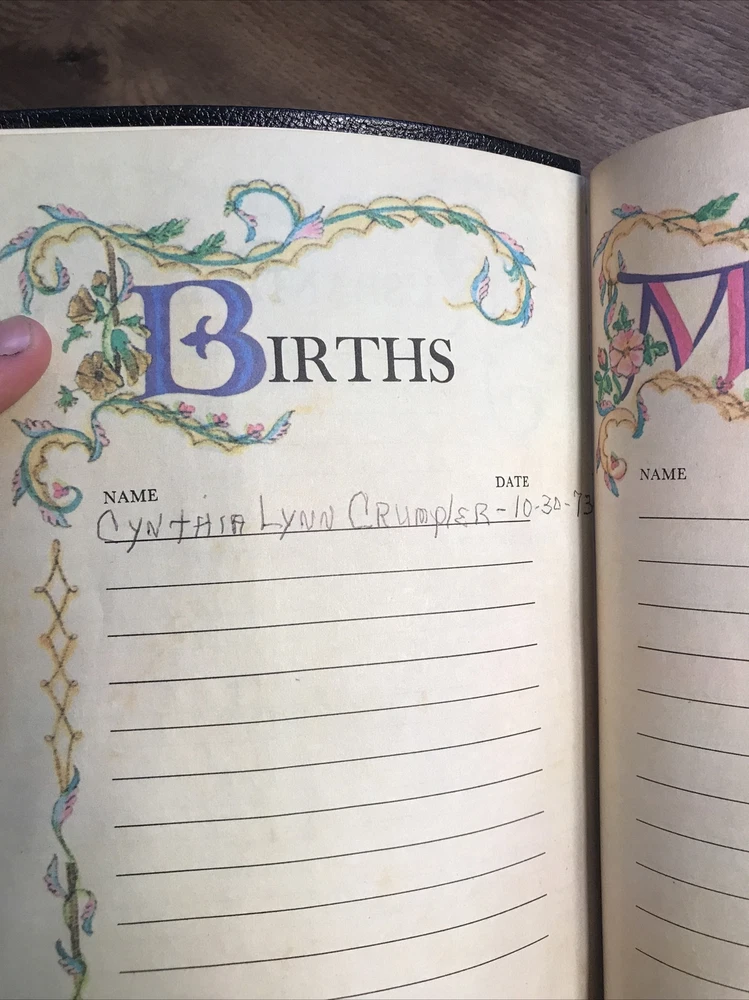 BIRTHS
NAME DATE
CYNTHIA LYNN CRUMPLER - 10-30-73
M
NAME